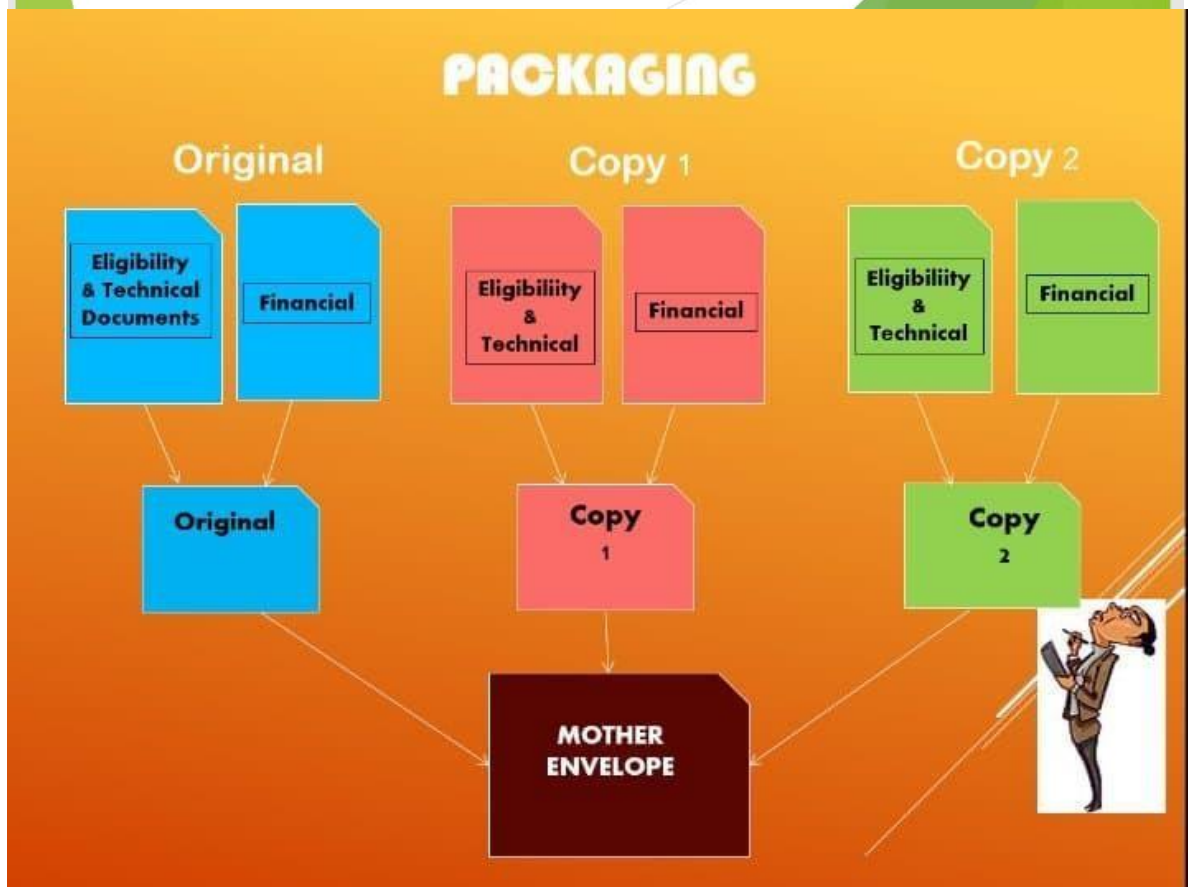 PACKAGING
Original
Copy 1
Copy 2
Eligibility
& Technical
Documents
Financial
Eligibiliity
&
Technical
Financial
Eligibiliity
&
Technical
Financial
Original
Copy
1
Copy
2
MOTHER
ENVELOPE